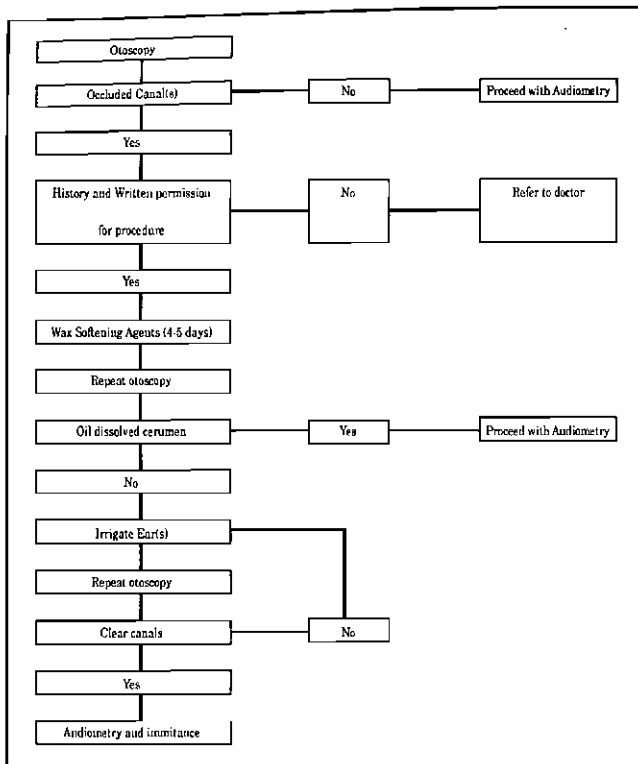 Otoscopy
Occluded Canal(s) No Proceed with Audiometry
Yes
History and Written permission No Refer to doctor
for procedure
Yes
Wax Softening Agents (4-5 days)
Repeat otoscopy
Oil dissolved cerumen Yes Proceed with Audiometry
No
Irrigate Ear(s)
Repeat otoscopy
Clear canals No
Yes
Audiometry and immitance